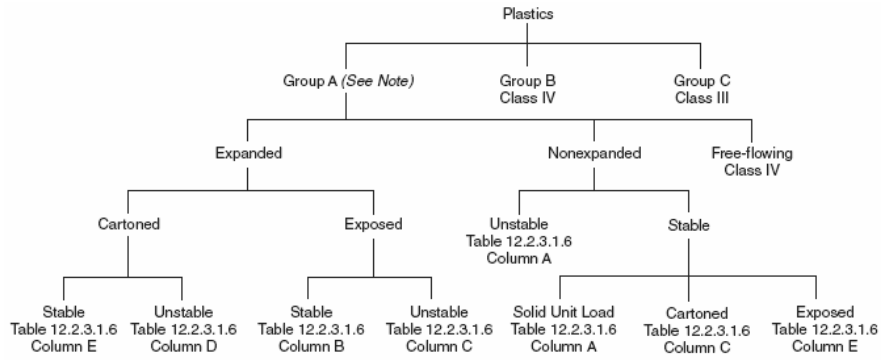 Plastics
Group A (See Note)
Group B
Class IV
Group C
Class III
Expanded
Nonexpanded
Free-flowing
Class IV
Cartoned
Exposed
Unstable
Table 12.2.3.1.6
Column A
Stable
Stable
Table 12.2.3.1.6
Column E
Unstable
Table 12.2.3.1.6
Column D
Stable
Table 12.2.3.1.6
Column B
Unstable
Table 12.2.3.1.6
Column C
Solid Unit Load
Table 12.2.3.1.6
Column A
Cartoned
Table 12.2.3.1.6
Column C
Exposed
Table 12.2.3.1.6
Column E